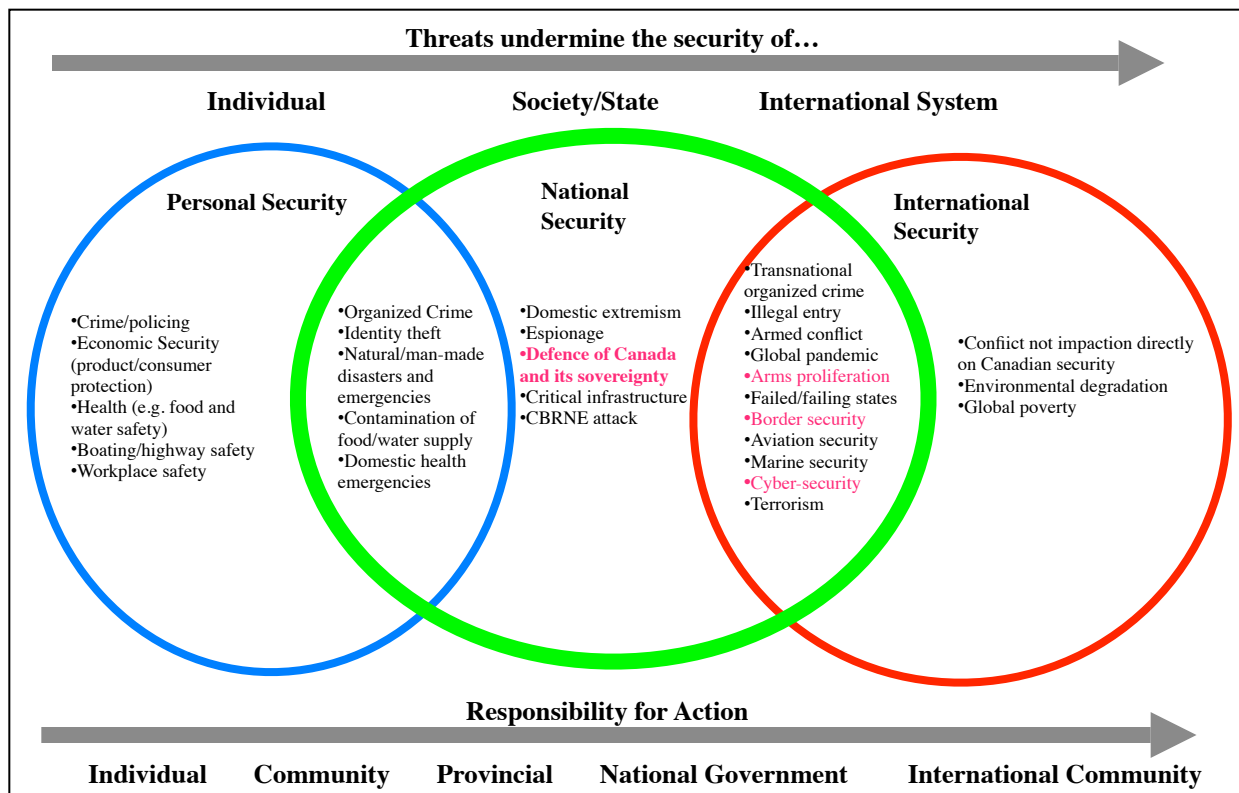 Threats undermine the security of…
Individual
Society/State
International System
Personal Security
National
Security
International
Security
•Crime/policing
•Economic Security
(product/consumer
protection)
•Health (e.g. food and
water safety)
•Boating/highway safety
•Workplace safety
•Organized Crime
•Identity theft
•Natural/man-made
disasters and
emergencies
•Contamination of
food/water supply
•Domestic health
emergencies
•Domestic extremism
•Espionage
•Defence of Canada
and its sovereignty
•Critical infrastructure
•CBRNE attack
•Transnational
organized crime
•Illegal entry
•Armed conflict
•Global pandemic
•Arms proliferation
•Failed/failing states
•Border security
•Aviation security
•Marine security
•Cyber-security
•Terrorism
•Conflict not impaction directly
on Canadian security
•Environmental degradation
•Global poverty
Responsibility for Action
Individual
Community
Provincial
National Government
International Community